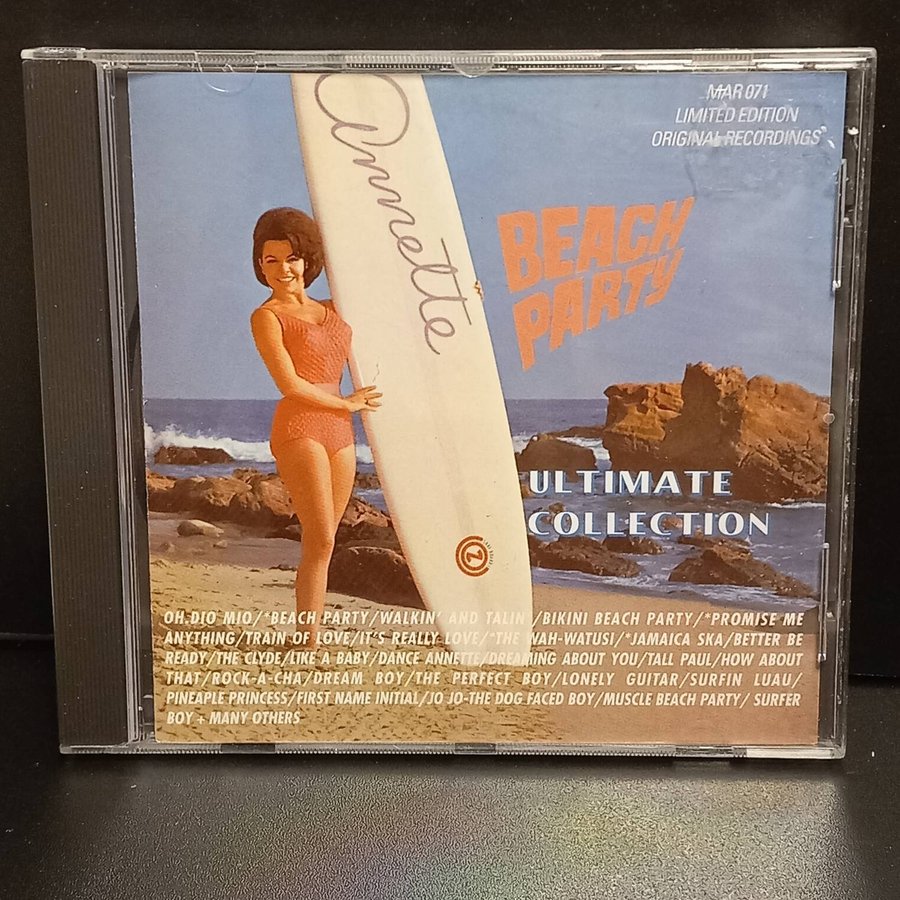 MAR 071
LIMITED EDITION
ORIGINAL RECORDINGS
Annette
BEACH
PARTY
ULTIMATE
COLLECTION
OH DIO MIO/*BEACH PARTY/WALKIN' AND TALIN'/BIKINI BEACH PARTY/*PROMISE ME
ANYTHING/TRAIN OF LOVE/IT'S REALLY LOVE/*THE WAH-WATUSI/*JAMAICA SKA/BETTER BE
READY/THE CLYDE/LIKE A BABY/DANCE ANNETTE/DREAMING ABOUT YOU/TALL PAUL/HOW ABOUT
THAT/ROCK-A-CHA/DREAM BOY/THE PERFECT BOY/LONELY GUITAR/SURFIN LUAU/
PINEAPLE PRINCESS/FIRST NAME INITIAL/JO JO-THE DOG FACED BOY/MUSCLE BEACH PARTY/ SURFER
BOY + MANY OTHERS